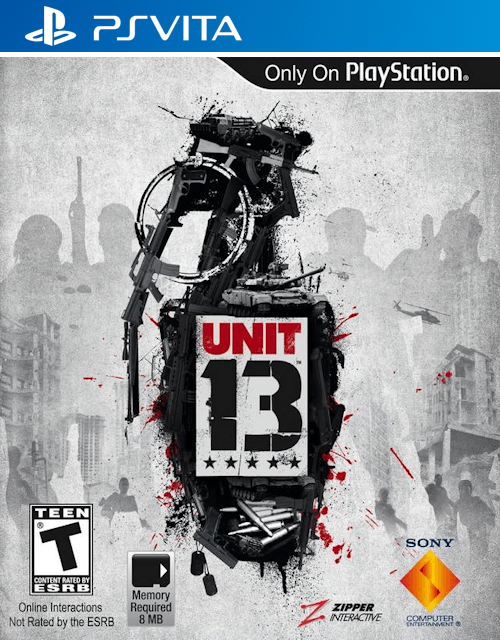 PSVITA
Only On PlayStation®
UNIT
13™
★★★★★
TEEN
T®
CONTENT RATED BY
ESRB
Online Interactions
Not Rated by the ESRB
Memory
Required
8 MB
ZIPPER
INTERACTIVE
SONY
COMPUTER
ENTERTAINMENT®